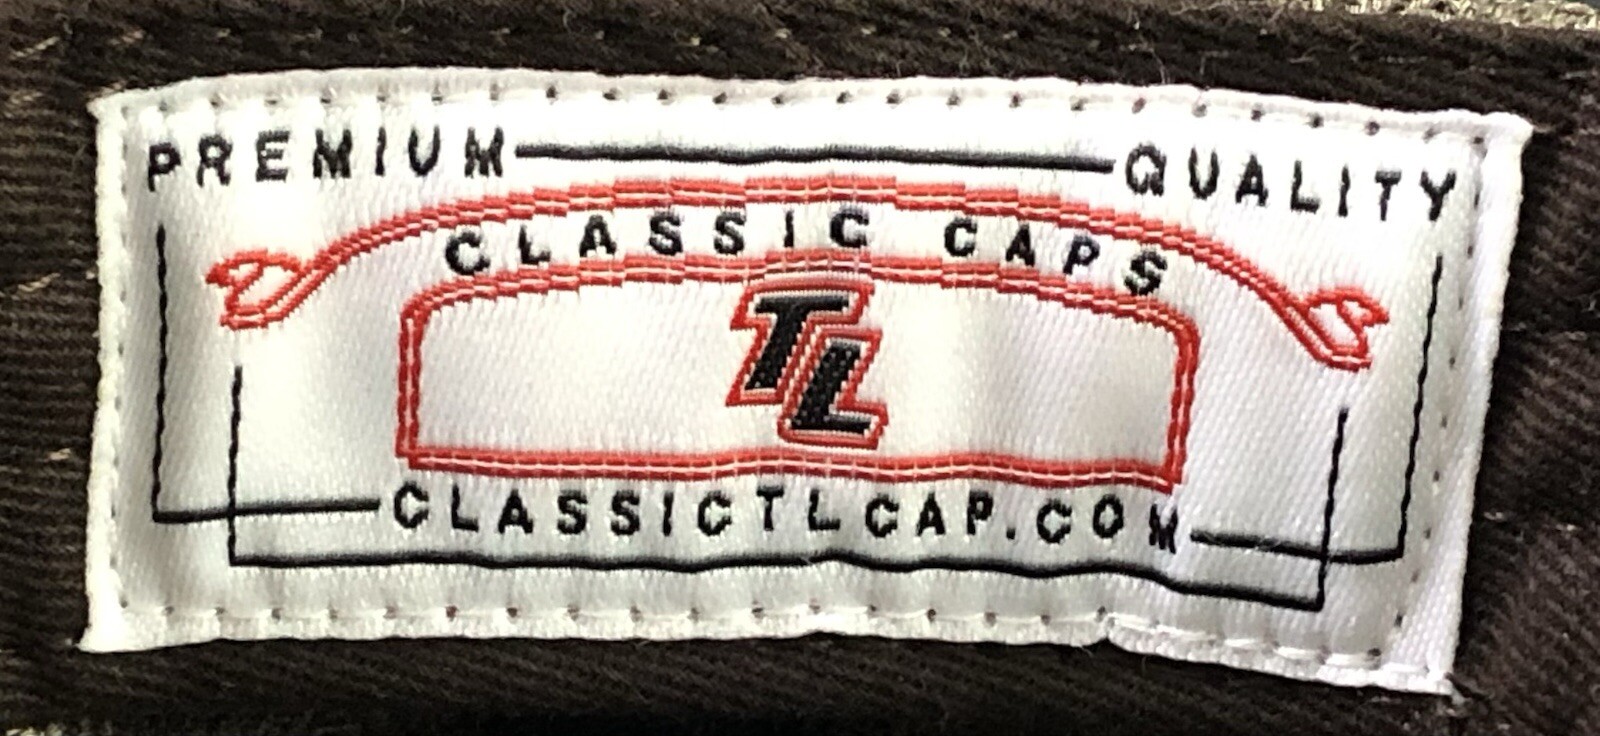 PREMIUM QUALITY
CLASSIC CAPS
TL
CLASSICTLCAP.COM